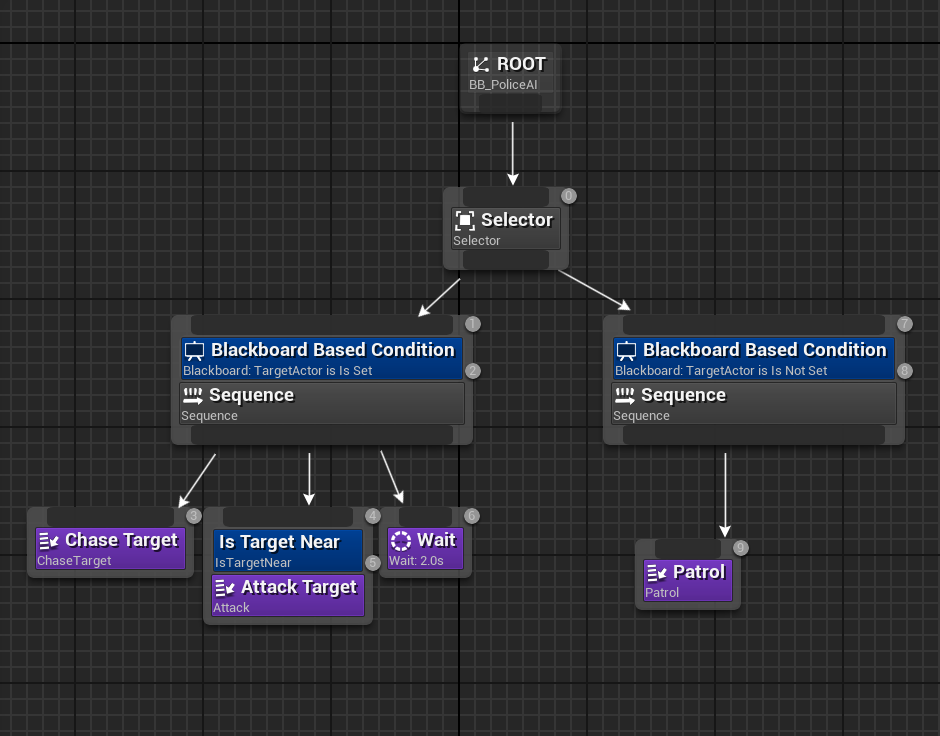 ROOT
BB_PoliceAI
0
Selector
Selector
1
Blackboard Based Condition
Blackboard: TargetActor is Is Set
2
Sequence
Sequence
7
Blackboard Based Condition
Blackboard: TargetActor is Is Not Set
8
Sequence
Sequence
3
Chase Target
ChaseTarget
4
Is Target Near
IsTargetNear
5
Attack Target
Attack
6
Wait
Wait: 2.0s
9
Patrol
Patrol